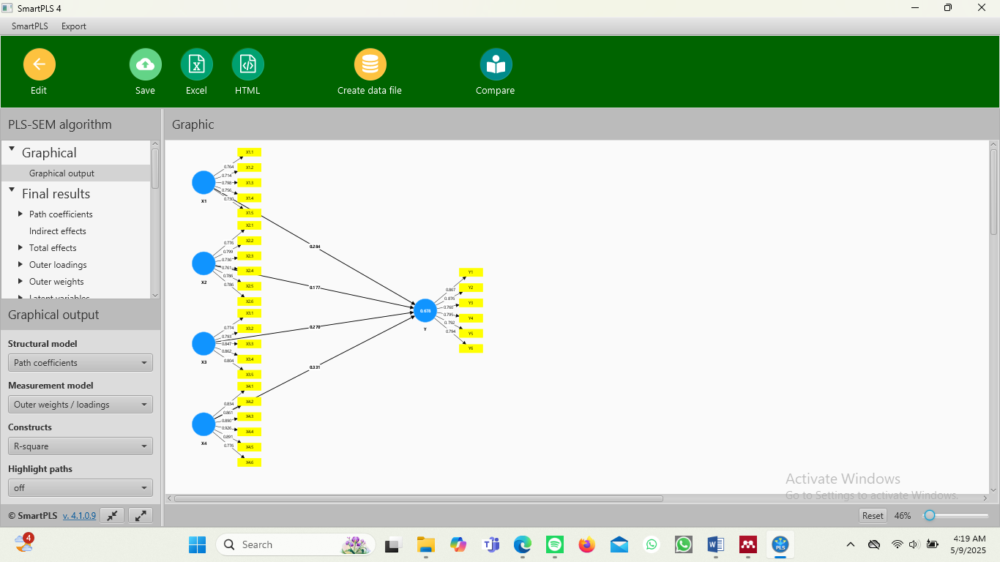 SmartPLS 4
SmartPLS Export
Edit Save Excel HTML Create data file Compare
PLS-SEM algorithm
Graphical
Graphical output
Final results
Path coefficients
Indirect effects
Total effects
Outer loadings
Outer weights
Latent variables
Graphical output
Structural model
Path coefficients
Measurement model
Outer weights / loadings
Constructs
R-square
Highlight paths
off
© SmartPLS v. 4.1.0.9
Graphic
X1.1
0.764
X1.2
0.714
0.798
X1.3
0.756
X1.4
0.730
X1
X1.5
X2.1
0.776
X2.2
0.799
0.736
X2.3
0.761
X2.4
0.786
X2
X2.5
0.786
X2.6
X3.1
0.774
X3.2
0.793
0.847
X3.3
0.862
X3.4
0.804
X3
X3.5
X4.1
0.834
X4.2
0.861
0.890
X4.3
0.926
X4.4
0.891
X4
X4.5
0.776
X4.6
0.284
0.177
0.270
0.331
0.678
Y
Y1
0.867
Y2
0.876
Y3
0.760
0.795
Y4
0.792
Y5
0.794
Y6
Activate Windows
Go to Settings to activate Windows.
Reset 46%
4
Search
PLS
4:19 AM
5/9/2025